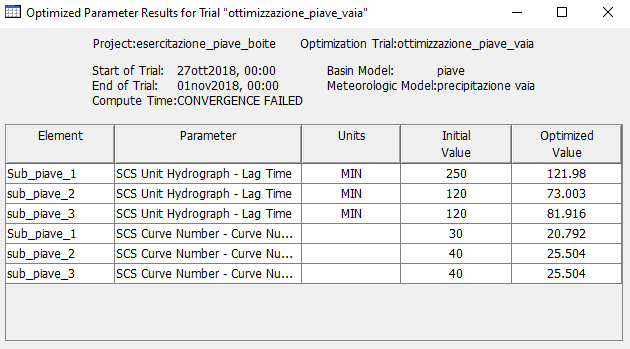 Optimized Parameter Results for Trial "ottimizzazione_piave_vaia"
Project:esercitazione_piave_boite Optimization Trial:ottimizzazione_piave_vaia
Start of Trial: 27ott2018, 00:00 Basin Model: piave
End of Trial: 01nov2018, 00:00 Meteorologic Model:precipitazione vaia
Compute Time:CONVERGENCE FAILED
Element Parameter Units Initial Value Optimized Value
Sub_piave_1 SCS Unit Hydrograph - Lag Time MIN 250 121.98
sub_piave_2 SCS Unit Hydrograph - Lag Time MIN 120 73.003
sub_piave_3 SCS Unit Hydrograph - Lag Time MIN 120 81.916
Sub_piave_1 SCS Curve Number - Curve Nu... 30 20.792
sub_piave_2 SCS Curve Number - Curve Nu... 40 25.504
sub_piave_3 SCS Curve Number - Curve Nu... 40 25.504